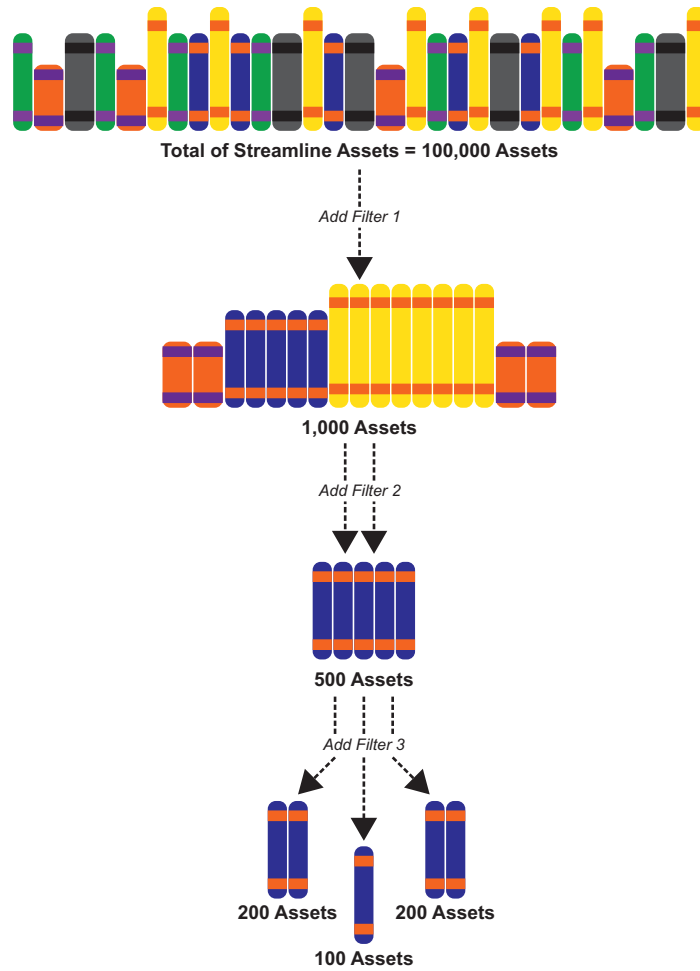 Total of Streamline Assets = 100,000 Assets
Add Filter 1
1,000 Assets
Add Filter 2
500 Assets
Add Filter 3
200 Assets
200 Assets
100 Assets